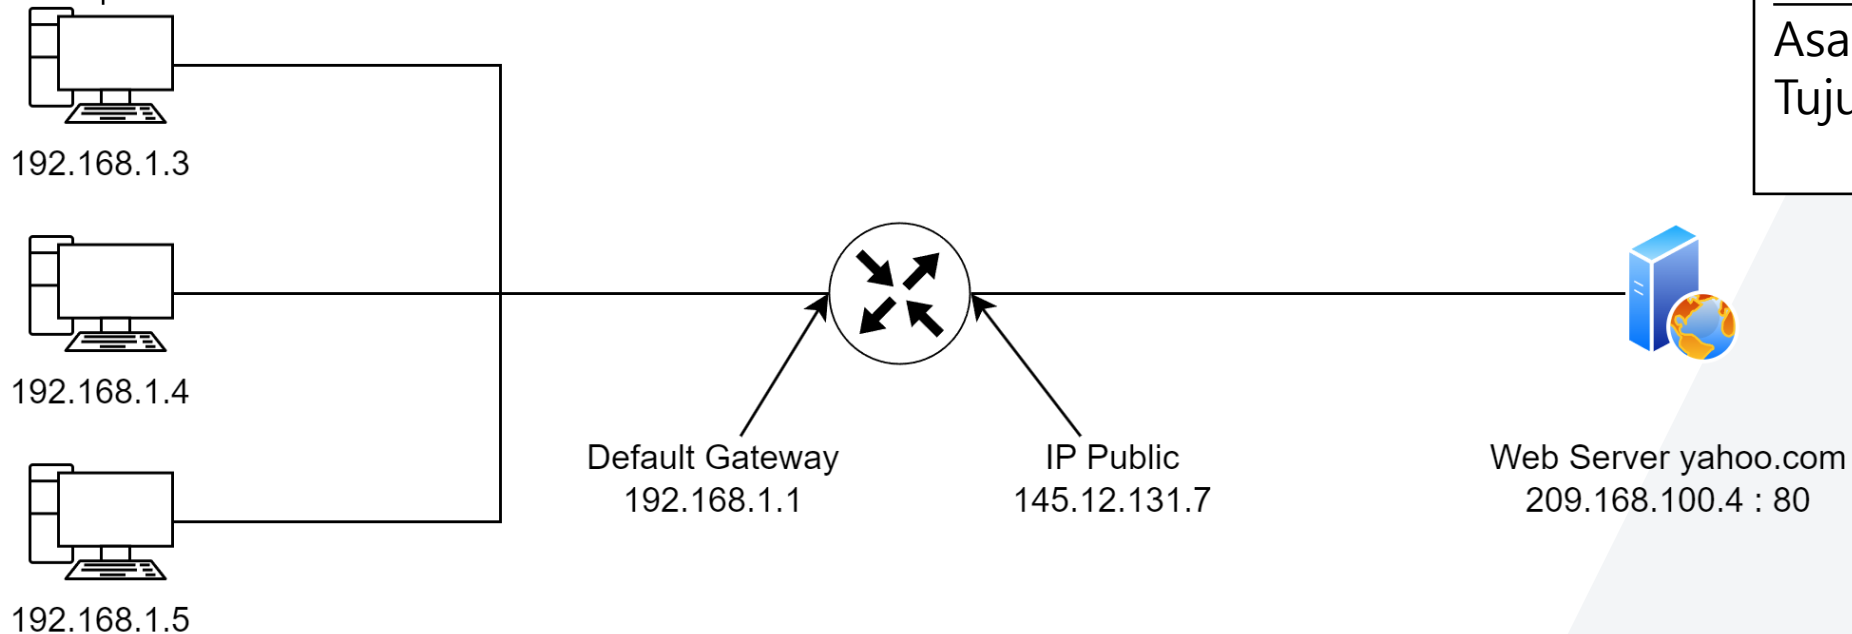 Asa
Tuju
192.168.1.3
192.168.1.4
Default Gateway
192.168.1.1
IP Public
145.12.131.7
Web Server yahoo.com
209.168.100.4 : 80
192.168.1.5